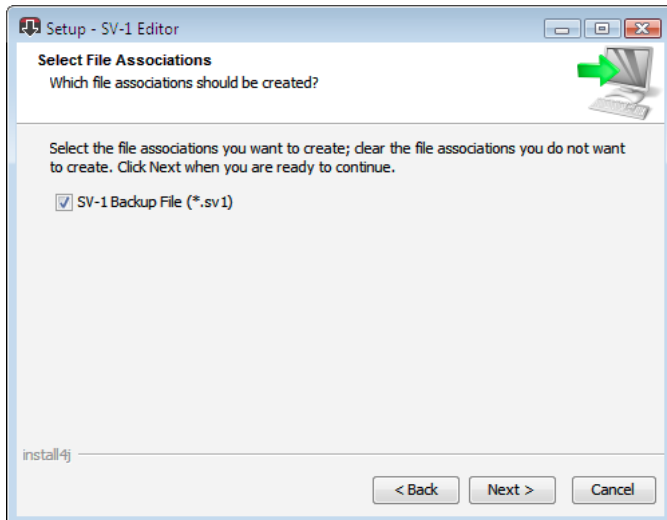 Setup - SV-1 Editor
Select File Associations
Which file associations should be created?
Select the file associations you want to create; clear the file associations you do not want
to create. Click Next when you are ready to continue.
SV-1 Backup File (*.sv1)
install4j
< Back Next > Cancel